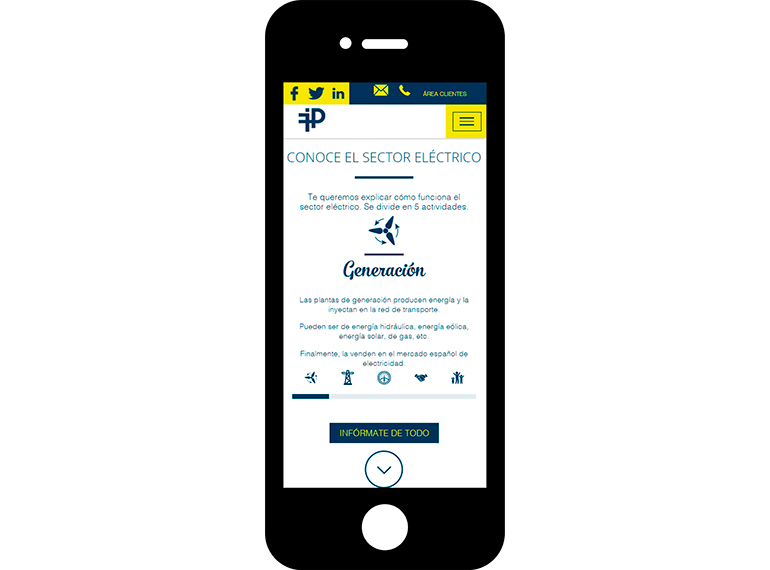 ÁREA CLIENTES
CONOCE EL SECTOR ELÉCTRICO
Te queremos explicar cómo funciona el
sector eléctrico. Se divide en 5 actividades.
Generación
Las plantas de generación producen energía y la
inyectan en la red de transporte.
Pueden ser de energía hidráulica, energía eólica,
energía solar, de gas, etc.
Finalmente, la venden en el mercado español de
electricidad.
INFÓRMATE DE TODO